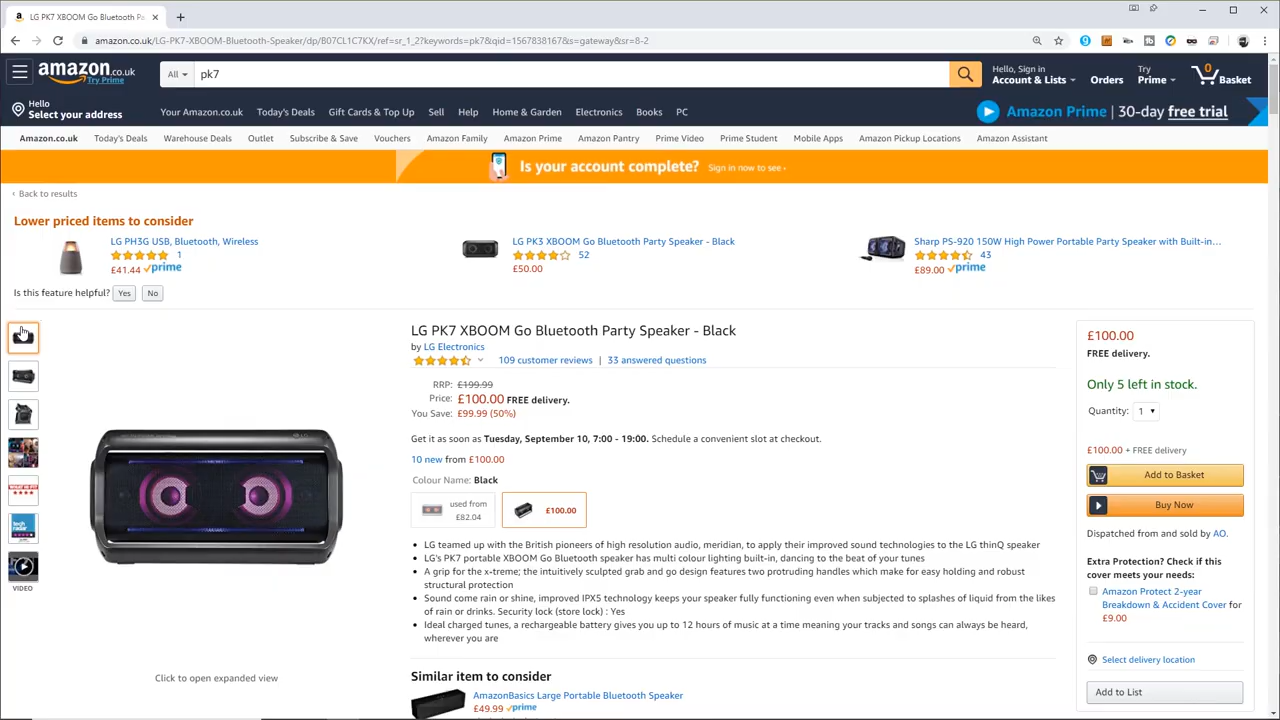 LG PK7 XBOOM Go Bluetooth Pa
amazon.co.uk/LG-PK7-XBOOM-Bluetooth-Speaker/dp/B07CL1C7KX/ref=sr_1_2?keywords=pk7&qid=1567838167&s=gateway&sr=8-2
amazon.co.uk
Try Prime
All
pk7
Hello, Sign in
Account & Lists
Orders
Try
Prime
0
Basket
Hello
Select your address
Your Amazon.co.uk Today's Deals Gift Cards & Top Up Sell Help Home & Garden Electronics Books PC
Amazon Prime | 30-day free trial
Amazon.co.uk Today's Deals Warehouse Deals Outlet Subscribe & Save Vouchers Amazon Family Amazon Prime Amazon Pantry Prime Video Prime Student Mobile Apps Amazon Pickup Locations Amazon Assistant
Is your account complete? Sign in now to see ›
‹ Back to results
Lower priced items to consider
LG PH3G USB, Bluetooth, Wireless
1
£41.44 prime
LG PK3 XBOOM Go Bluetooth Party Speaker - Black
52
£50.00
Sharp PS-920 150W High Power Portable Party Speaker with Built-in...
43
£89.00 prime
Is this feature helpful? Yes No
LG PK7 XBOOM Go Bluetooth Party Speaker - Black
by LG Electronics
109 customer reviews | 33 answered questions
RRP: £199.99
Price: £100.00 FREE delivery.
You Save: £99.99 (50%)
Get it as soon as Tuesday, September 10, 7:00 - 19:00. Schedule a convenient slot at checkout.
10 new from £100.00
Colour Name: Black
used from
£82.04
£100.00
• LG teamed up with the British pioneers of high resolution audio, meridian, to apply their improved sound technologies to the LG thinQ speaker
• LG's PK7 portable XBOOM Go Bluetooth speaker has multi colour lighting built-in, dancing to the beat of your tunes
• A grip for the x-treme; the intuitively sculpted grab and go design features two protruding handles which make for easy holding and robust
structural protection
• Sound come rain or shine, improved IPX5 technology keeps your speaker fully functioning even when subjected to splashes of liquid from the likes
of rain or drinks. Security lock (store lock) : Yes
• Ideal charged tunes, a rechargeable battery gives you up to 12 hours of music at a time meaning your tracks and songs can always be heard,
wherever you are
Similar item to consider
AmazonBasics Large Portable Bluetooth Speaker
£49.99 prime
tech
radar
VIDEO
Click to open expanded view
£100.00
FREE delivery.
Only 5 left in stock.
Quantity: 1
£100.00 + FREE delivery
Add to Basket
Buy Now
Dispatched from and sold by AO.
Extra Protection? Check if this
cover meets your needs:
Amazon Protect 2-year
Breakdown & Accident Cover for
£9.00
Select delivery location
Add to List